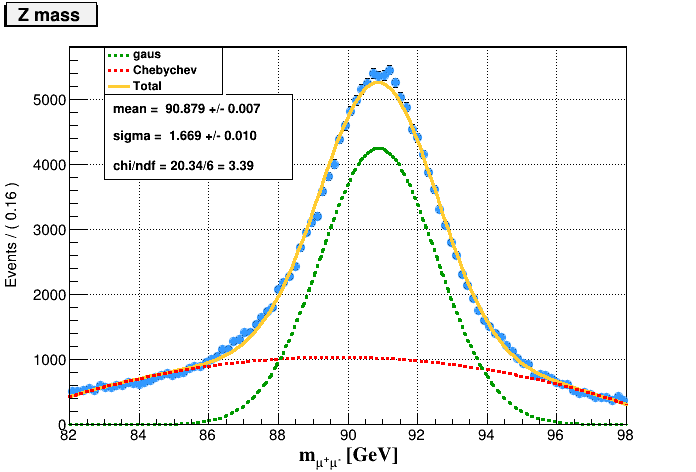 Z mass
gaus
Chebychev
Total
mean = 90.879 +/- 0.007
sigma = 1.669 +/- 0.010
chi/ndf = 20.34/6 = 3.39
Events / ( 0.16 )
5000
4000
3000
2000
1000
0
82 84 86 88 90 92 94 96 98
mμ⁺μ⁻ [GeV]